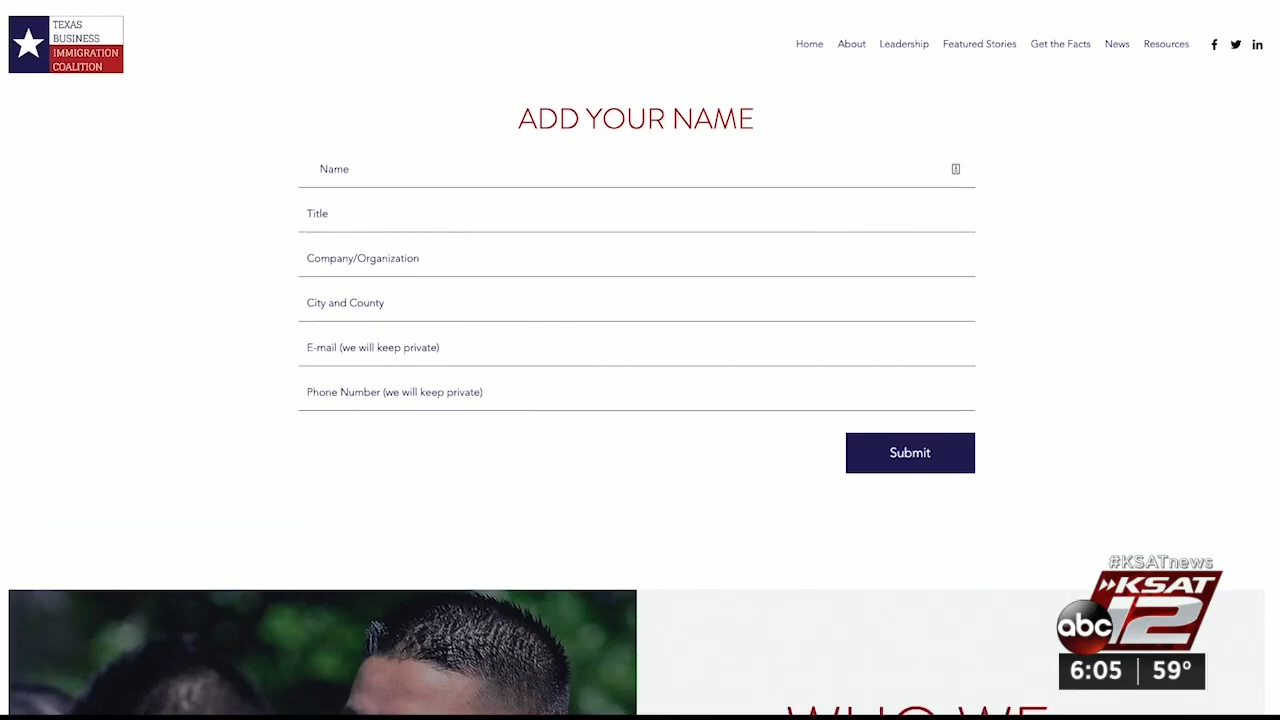 TEXAS
BUSINESS
IMMIGRATION
COALITION
Home About Leadership Featured Stories Get the Facts News Resources
ADD YOUR NAME
Name
Title
Company/Organization
City and County
E-mail (we will keep private)
Phone Number (we will keep private)
Submit
#KSATnews
KSAT
abc 12
6:05 59°
WHO WE